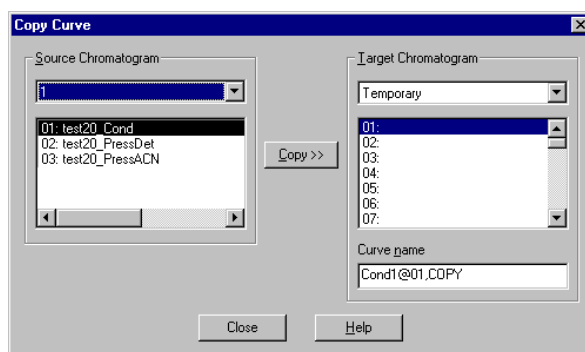 Copy Curve
Source Chromatogram
1
01: test20_Cond
02: test20_PressDet
03: test20_PressACN
Copy >>
Target Chromatogram
Temporary
01:
02:
03:
04:
05:
06:
07:
Curve name
Cond1@01,COPY
Close
Help